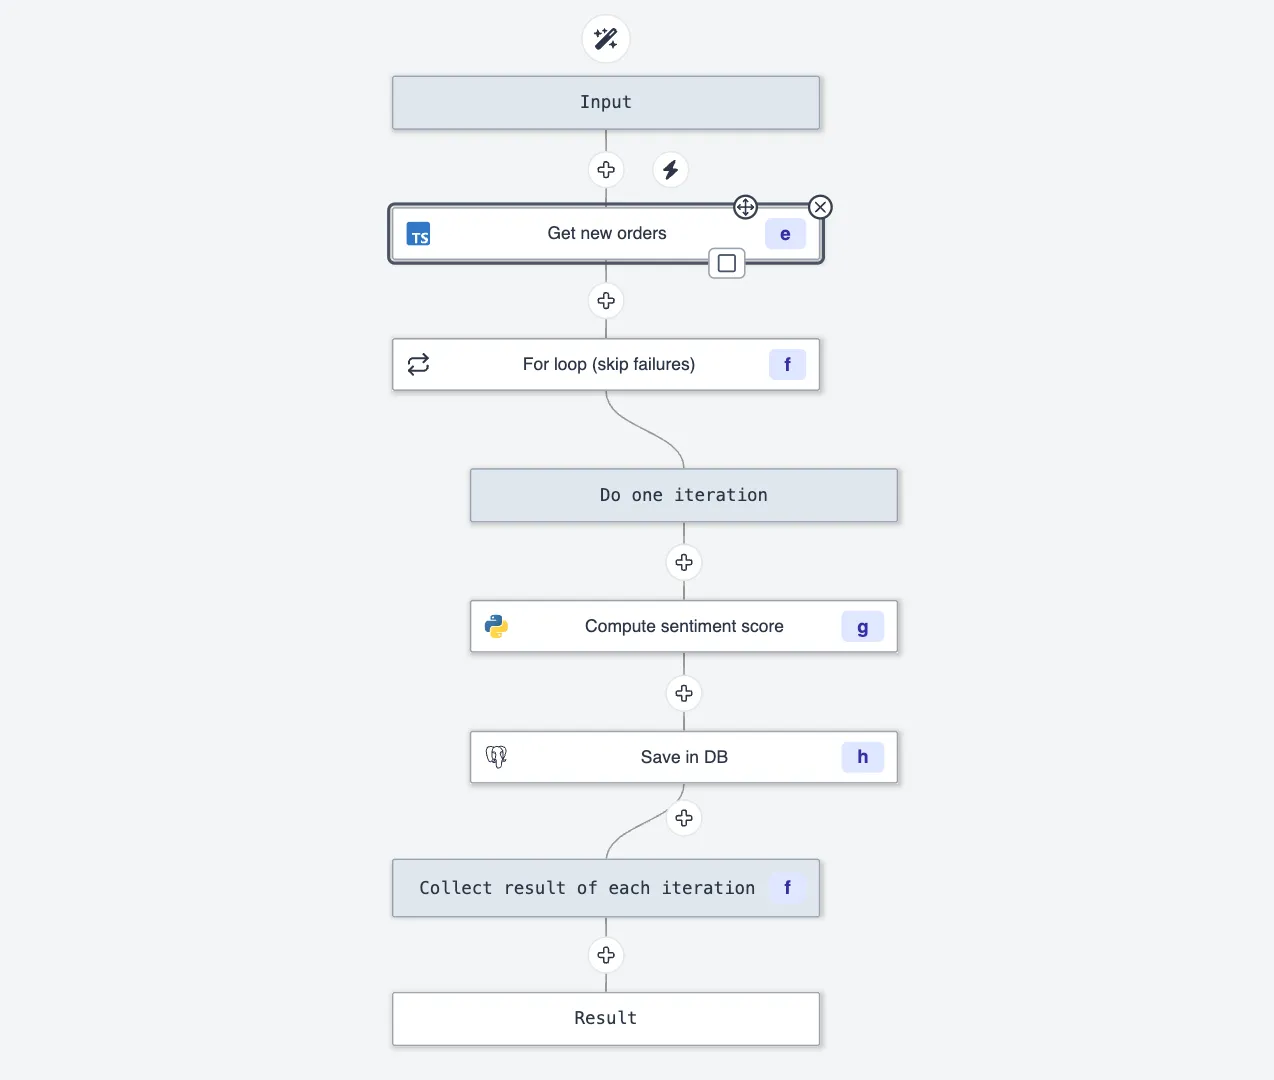 Input
TS
Get new orders
e
For loop (skip failures)
f
Do one iteration
Compute sentiment score
g
Save in DB
h
Collect result of each iteration
f
Result